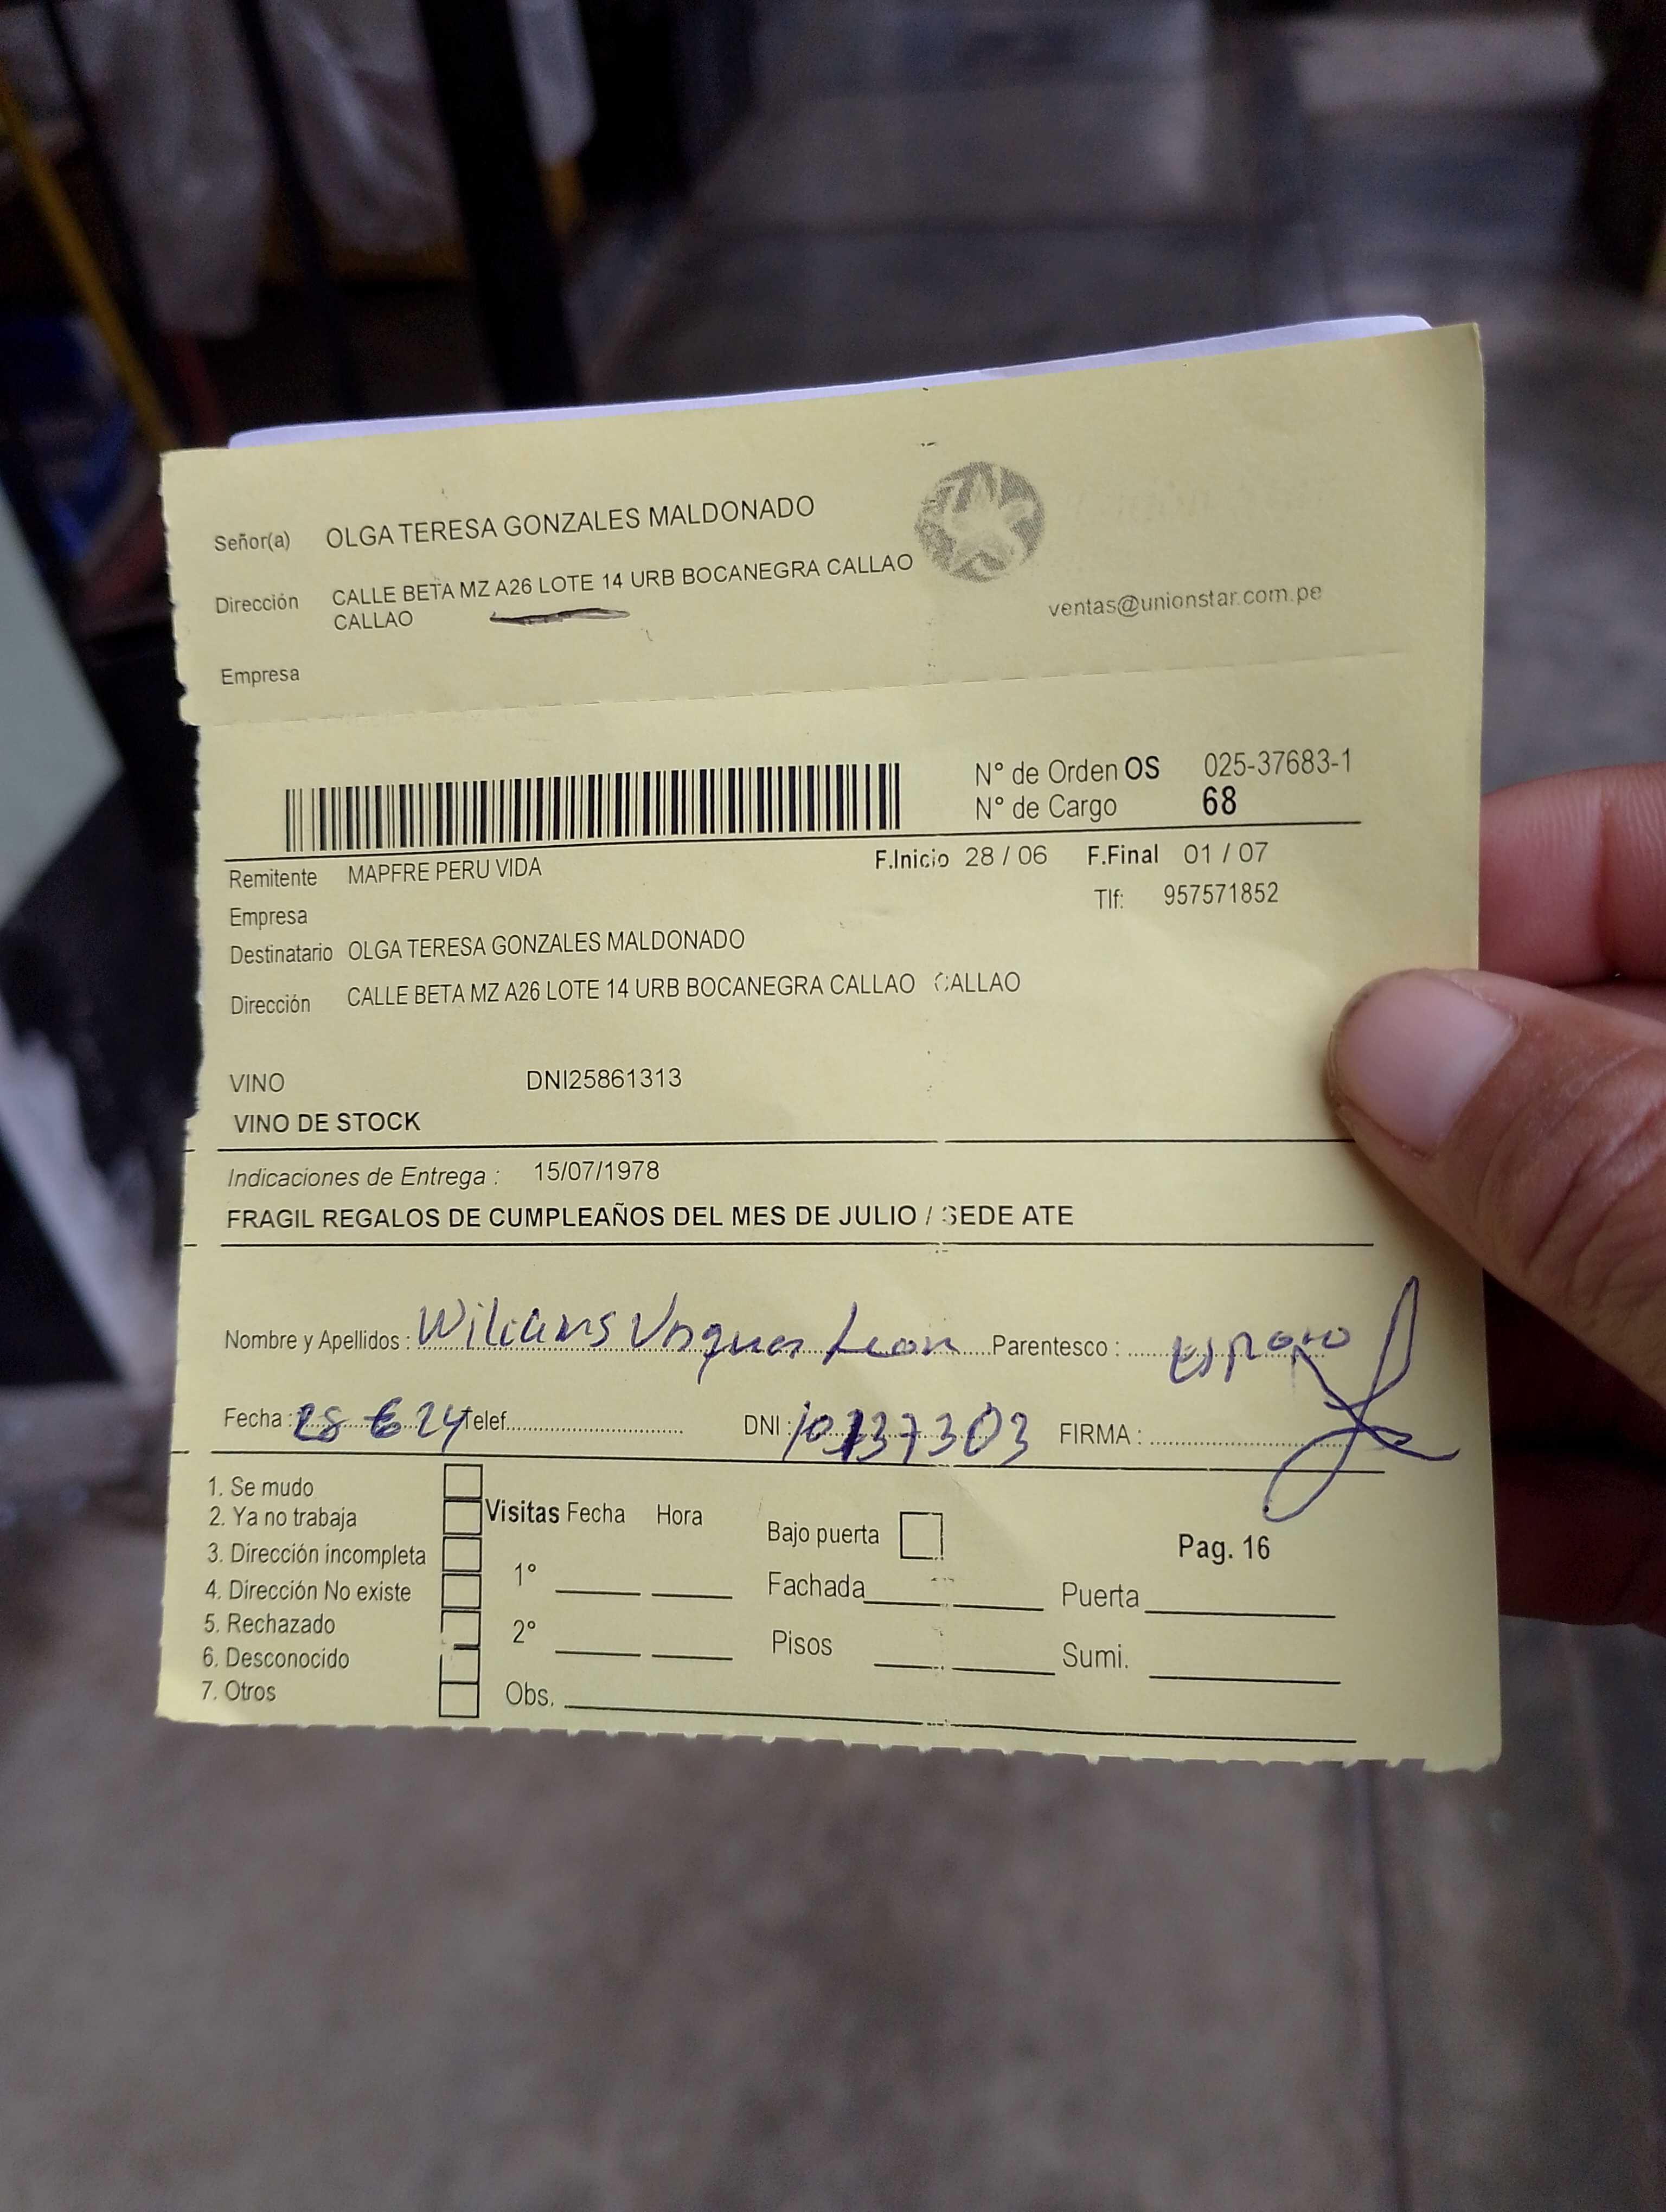 Señor(a) OLGA TERESA GONZALES MALDONADO
Dirección CALLE BETA MZ A26 LOTE 14 URB BOCANEGRA CALLAO
CALLAO
ventas@unionstar.com.pe
Empresa
N° de Orden OS 025-37683-1
N° de Cargo 68
Remitente MAPFRE PERU VIDA F.Inicio 28 / 06 F.Final 01 / 07
Empresa Tlf: 957571852
Destinatario OLGA TERESA GONZALES MALDONADO
Dirección CALLE BETA MZ A26 LOTE 14 URB BOCANEGRA CALLAO CALLAO
VINO DNI25861313
VINO DE STOCK
Indicaciones de Entrega : 15/07/1978
FRAGIL REGALOS DE CUMPLEAÑOS DEL MES DE JULIO / SEDE ATE
Nombre y Apellidos : Leon Parentesco : esposo
Fecha : 28 6 24 Telef. DNI : 10137303 FIRMA :
1. Se mudo
2. Ya no trabaja
3. Dirección incompleta
4. Dirección No existe
5. Rechazado
6. Desconocido
7. Otros
Visitas Fecha Hora
1°
2°
Obs.
Bajo puerta
Fachada
Pisos
Pag. 16
Puerta
Sumi.